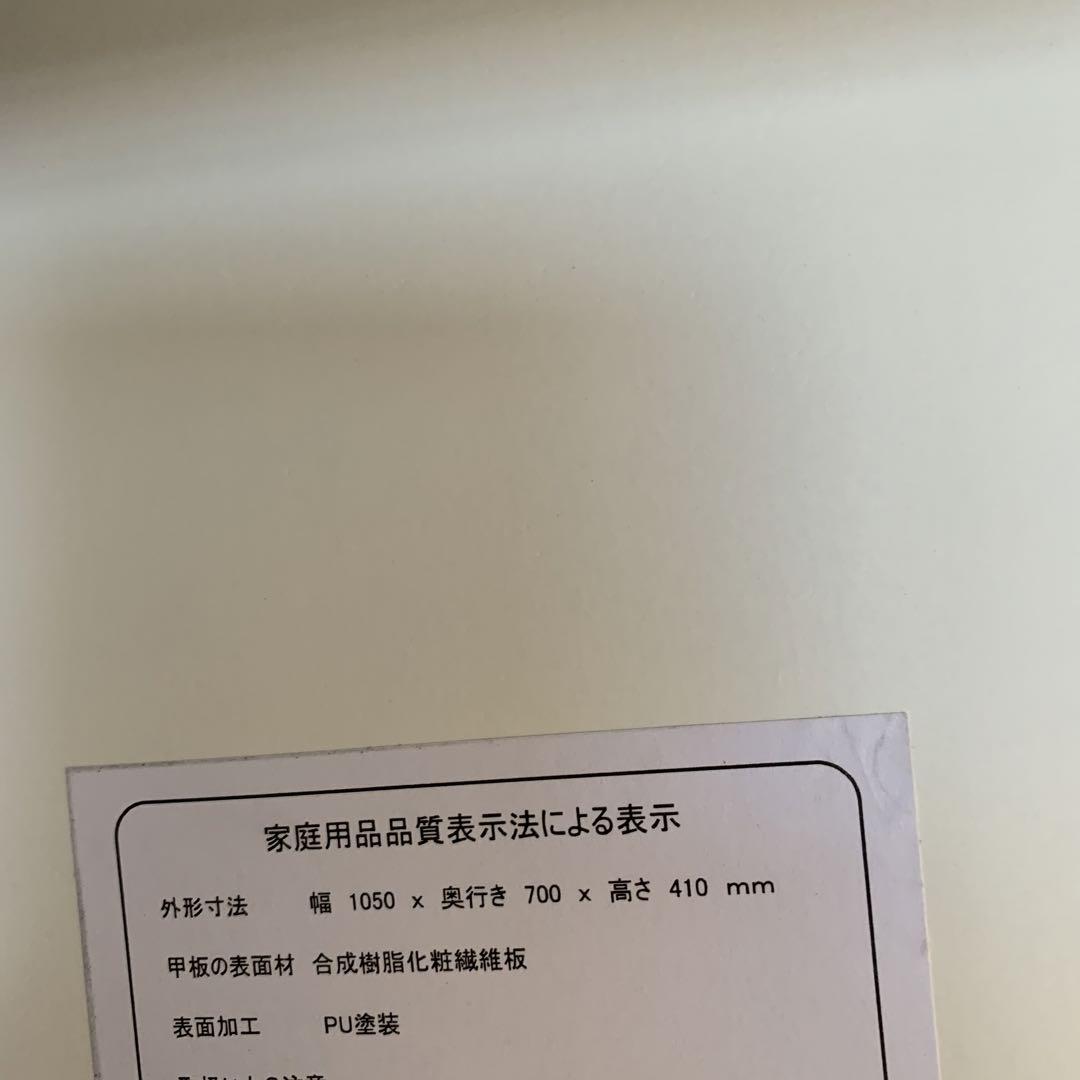 家庭用品品質表示法による表示
外形寸法 幅 1050 x 奥行き 700 x 高さ 410 mm
甲板の表面材 合成樹脂化粧繊維板
表面加工 PU塗装